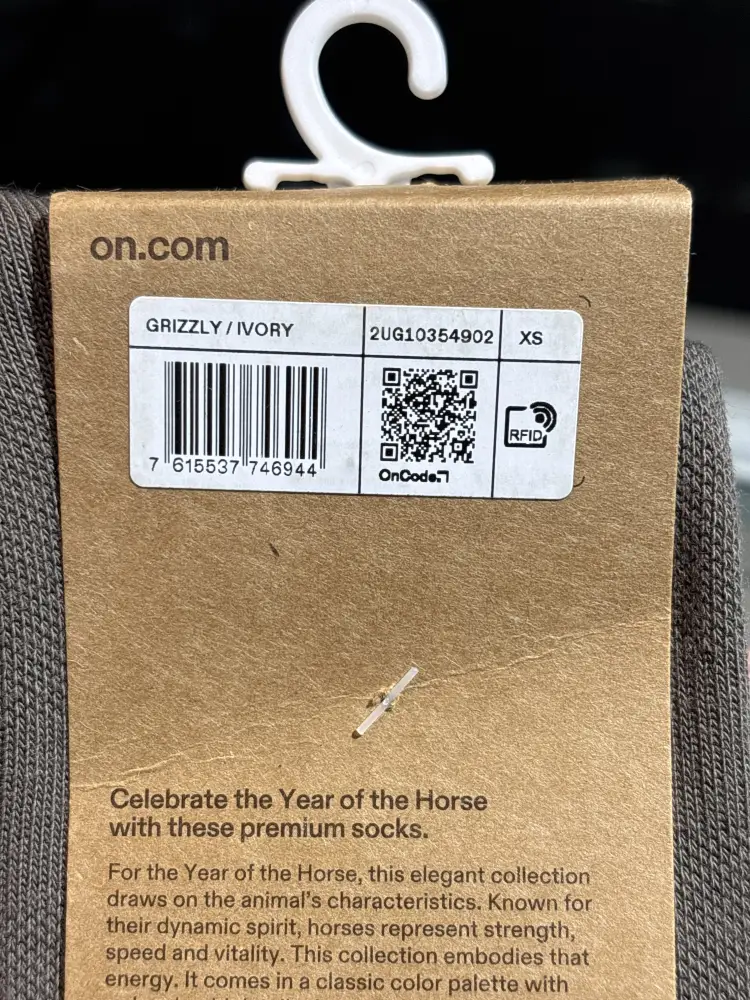 on.com
GRIZZLY / IVORY
2UG10354902
XS
7 615537 746944
OnCode
RFID
Celebrate the Year of the Horse
with these premium socks.
For the Year of the Horse, this elegant collection
draws on the animal's characteristics. Known for
their dynamic spirit, horses represent strength,
speed and vitality. This collection embodies that
energy. It comes in a classic color palette with